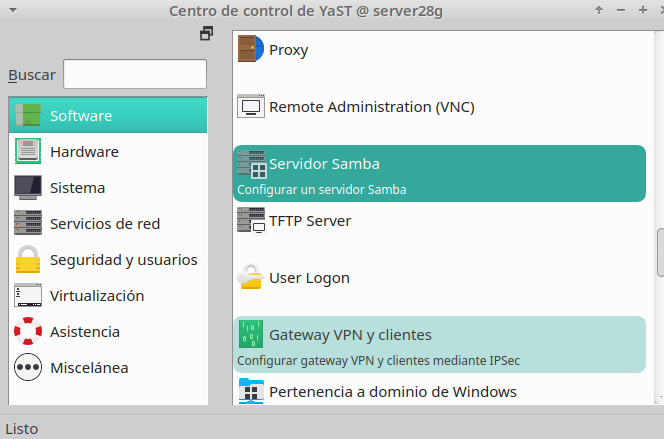 Centro de control de YaST @ server28g
Buscar
Software
Hardware
Sistema
Servicios de red
Seguridad y usuarios
Virtualización
Asistencia
Miscelánea
Proxy
Remote Administration (VNC)
Servidor Samba
Configurar un servidor Samba
TFTP Server
User Logon
Gateway VPN y clientes
Configurar gateway VPN y clientes mediante IPSec
Pertenencia a dominio de Windows
Listo